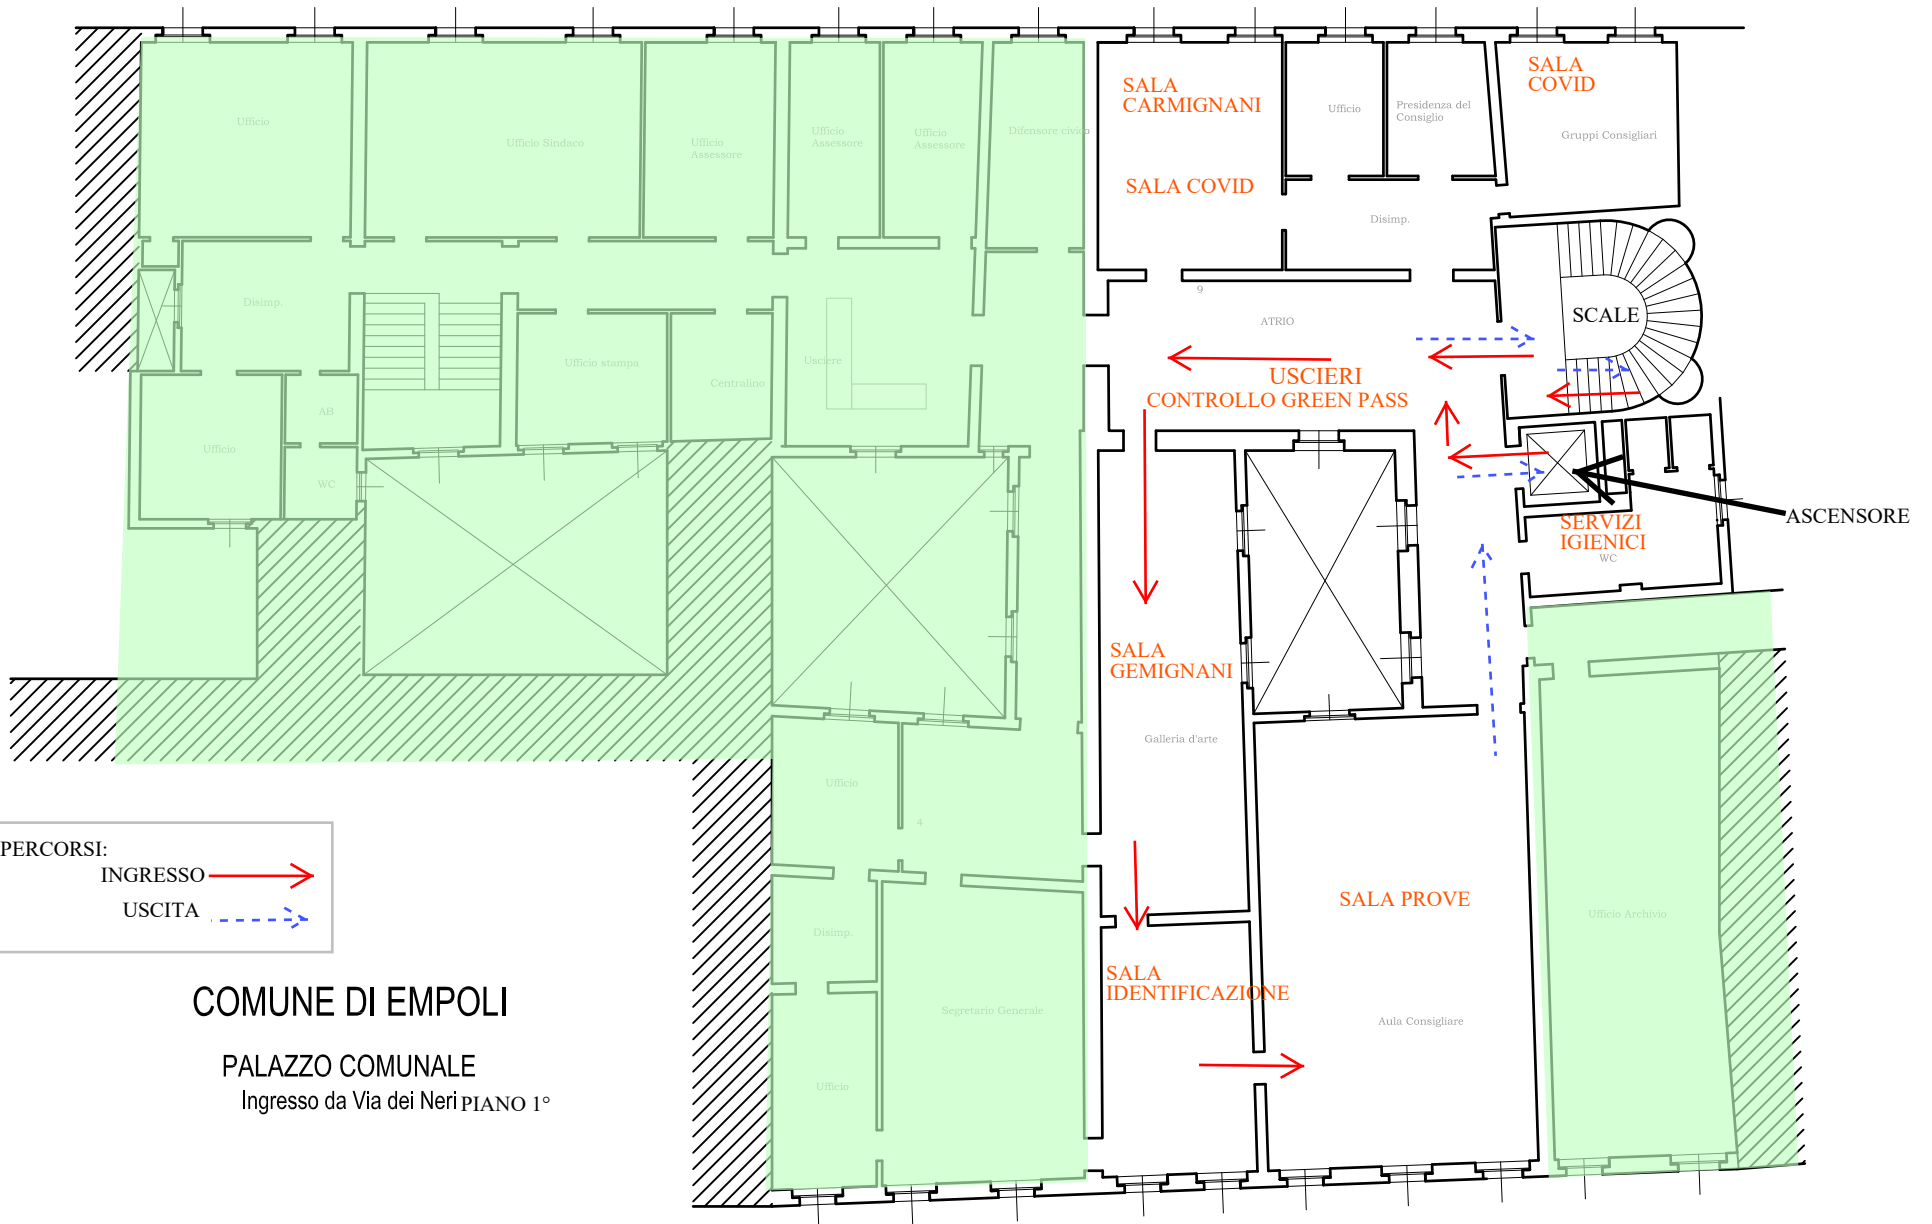 SALA
CARMIGNANI
SALA COVID
Ufficio
Presidenza del
Consiglio
SALA
COVID
Gruppi Consigliari
Ufficio
Ufficio Sindaco
Ufficio
Assessore
Ufficio
Assessore
Ufficio
Assessore
Difensore civico
Disimp.
Disimp.
9
ATRIO
SCALE
Ufficio stampa
Centralino
Usciere
USCIERI
CONTROLLO GREEN PASS
AB
Ufficio
WC
ASCENSORE
SERVIZI
IGIENICI
WC
SALA
GEMIGNANI
Galleria d'arte
Ufficio
4
PERCORSI:
INGRESSO
USCITA
SALA PROVE
Ufficio Archivio
Disimp.
SALA
IDENTIFICAZIONE
Segretario Generale
Aula Consigliare
Ufficio
COMUNE DI EMPOLI
PALAZZO COMUNALE
Ingresso da Via dei Neri PIANO 1°